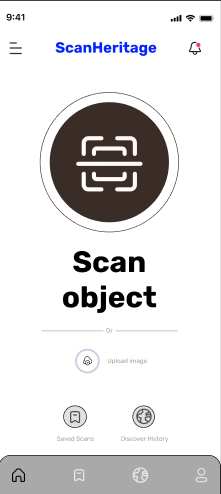 9:41
ScanHeritage
Scan
object
Or
Upload image
Saved Scans
Discover History